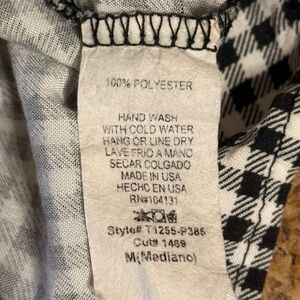 100% POLYESTER
HAND WASH
WITH COLD WATER
HANG OR LINE DRY
LAVE FRIO A MANO
SECAR COLGADO
MADE IN USA
HECHO EN USA
RN#104131
Style# T1255-P385
Cut# 1469
M(Mediano)